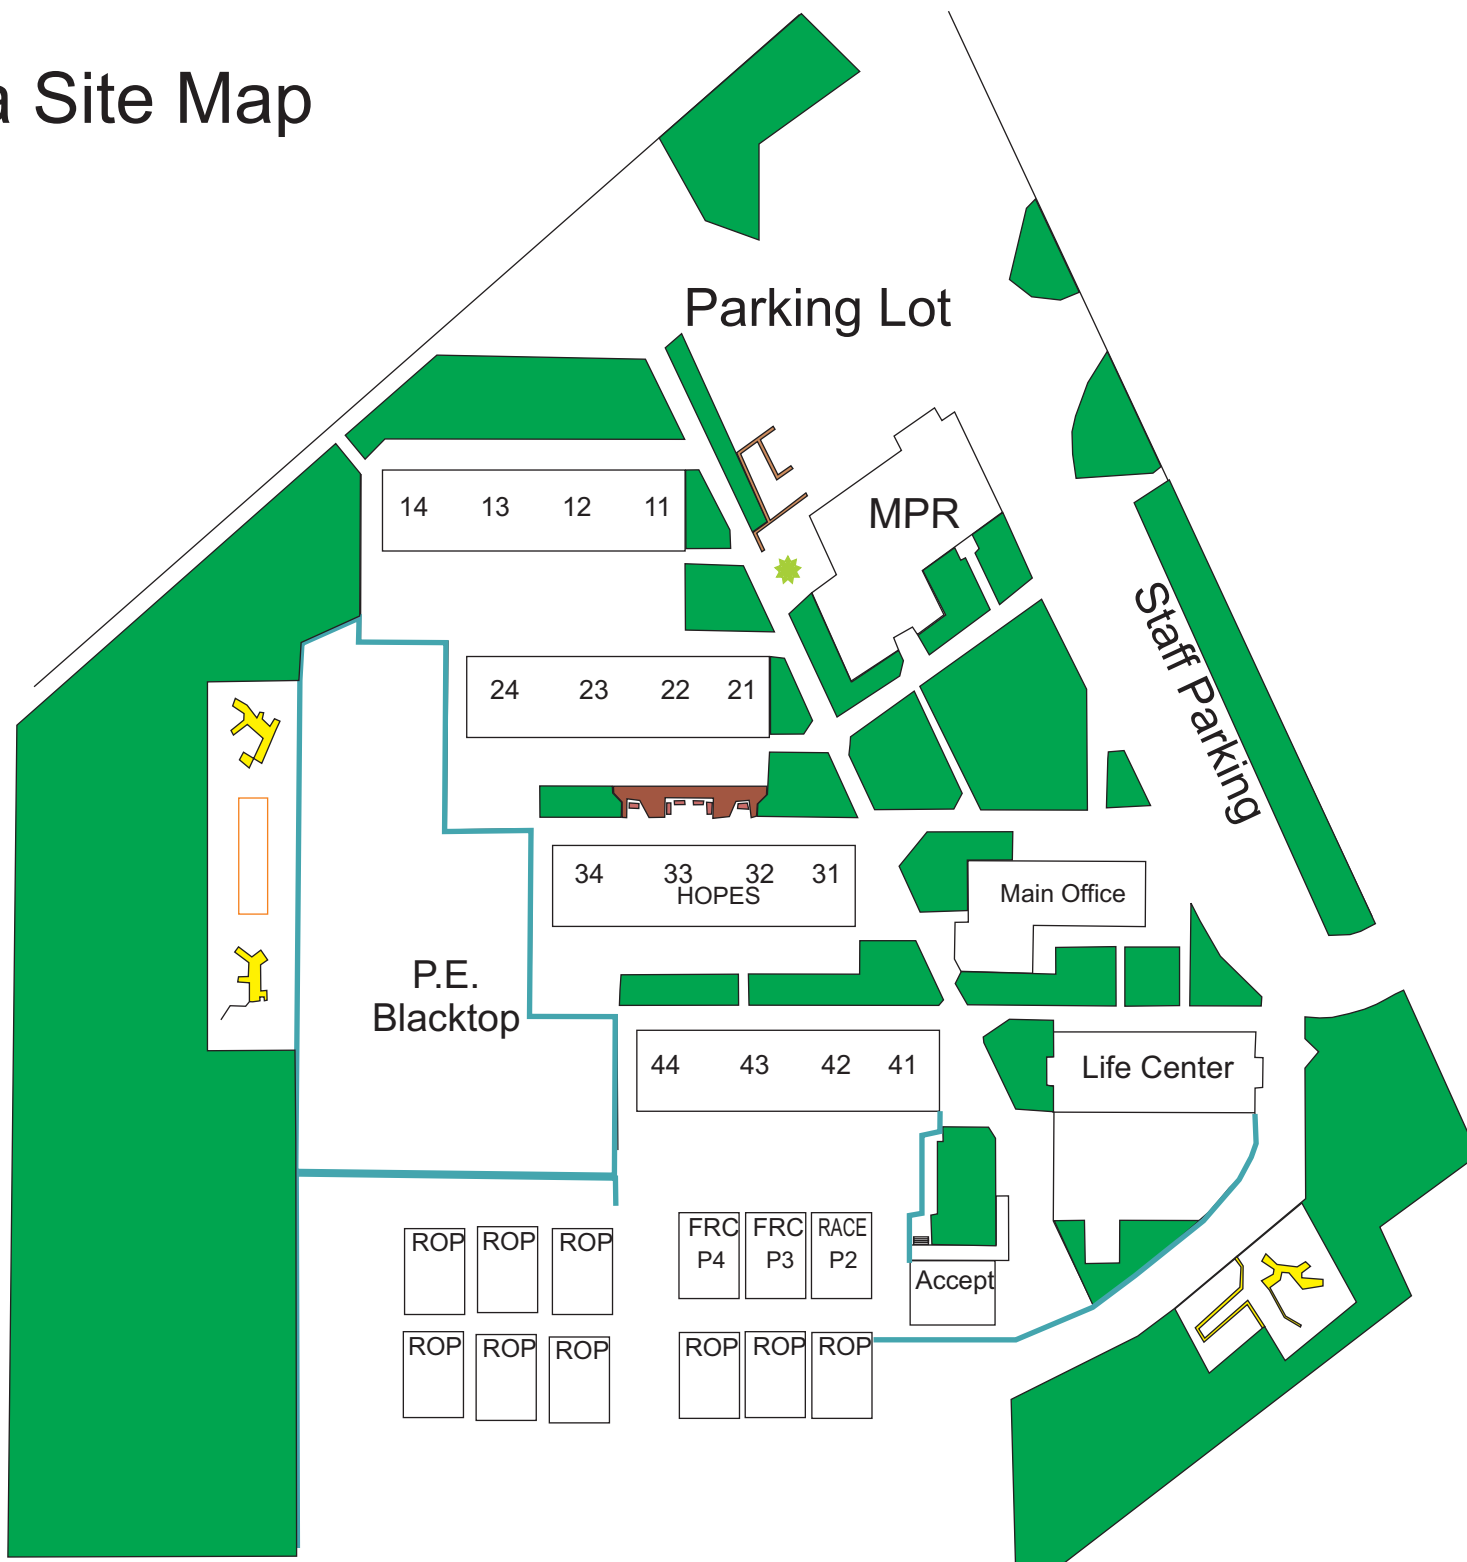 a Site Map
Parking Lot
MPR
14 13 12 11
Staff Parking
24 23 22 21
34 33 32 31
HOPES
Main Office
P.E.
Blacktop
44 43 42 41
Life Center
ROP ROP ROP
FRC FRC RACE
P4 P3 P2
Accept
ROP ROP ROP ROP ROP ROP